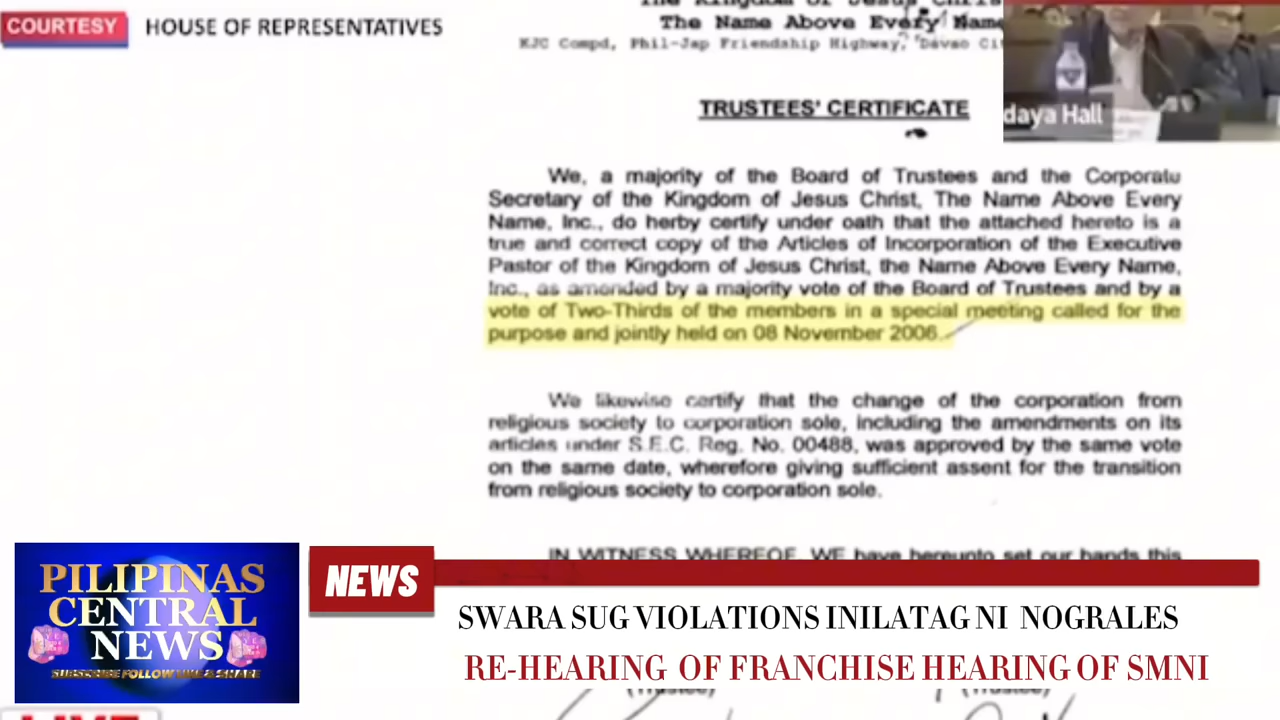 COURTESY HOUSE OF REPRESENTATIVES
The Name Above Every Name
KJC Compd, Phil-Jap Friendship Highway, Davao
daya Hall
TRUSTEES' CERTIFICATE
We, a majority of the Board of Trustees and the Corporate
Secretary of the Kingdom of Jesus Christ, The Name Above Every
Name, Inc., do herby certify under oath that the attached hereto is a
true and correct copy of the Articles of Incorporation of the Executive
Pastor of the Kingdom of Jesus Christ, the Name Above Every Name,
Inc., as amended by a majority vote of the Board of Trustees and by a
vote of Two-Thirds of the members in a special meeting called for the
purpose and jointly held on 08 November 2006.
We likewise certify that the change of the corporation from
religious society to corporation sole, including the amendments on its
articles under S.E.C. Reg. No. 00488, was approved by the same vote
on the same date, wherefore giving sufficient assent for the transition
from religious society to corporation sole.
IN WITNESS WHEREOF, WE have hereunto set our hands this
PILIPINAS
CENTRAL
NEWS
SUBSCRIBE FOLLOW LIKE & SHARE
NEWS
SWARA SUG VIOLATIONS INILATAG NI NOGRALES
RE-HEARING OF FRANCHISE HEARING OF SMNI
(Trustee) (Trustee)